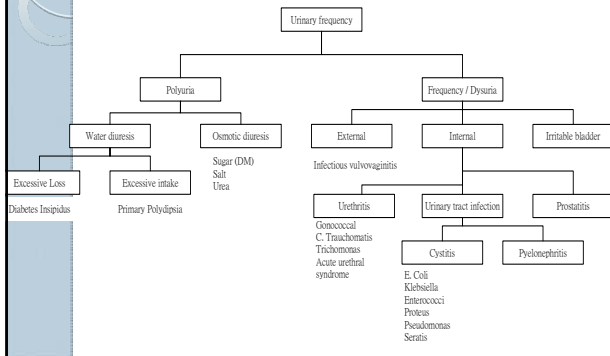 Urinary frequency
Polyuria
Frequency / Dysuria
Water diuresis
Osmotic diuresis
External
Internal
Irritable bladder
Sugar (DM)
Salt
Urea
Infectious vulvovaginitis
Excessive Loss
Excessive intake
Diabetes Insipidus
Primary Polydipsia
Urethritis
Urinary tract infection
Prostatitis
Gonococcal
C. Trauchomatis
Trichomonas
Acute urethral
syndrome
Cystitis
Pyelonephritis
E. Coli
Klebsiella
Enterococci
Proteus
Pseudomonas
Seratis